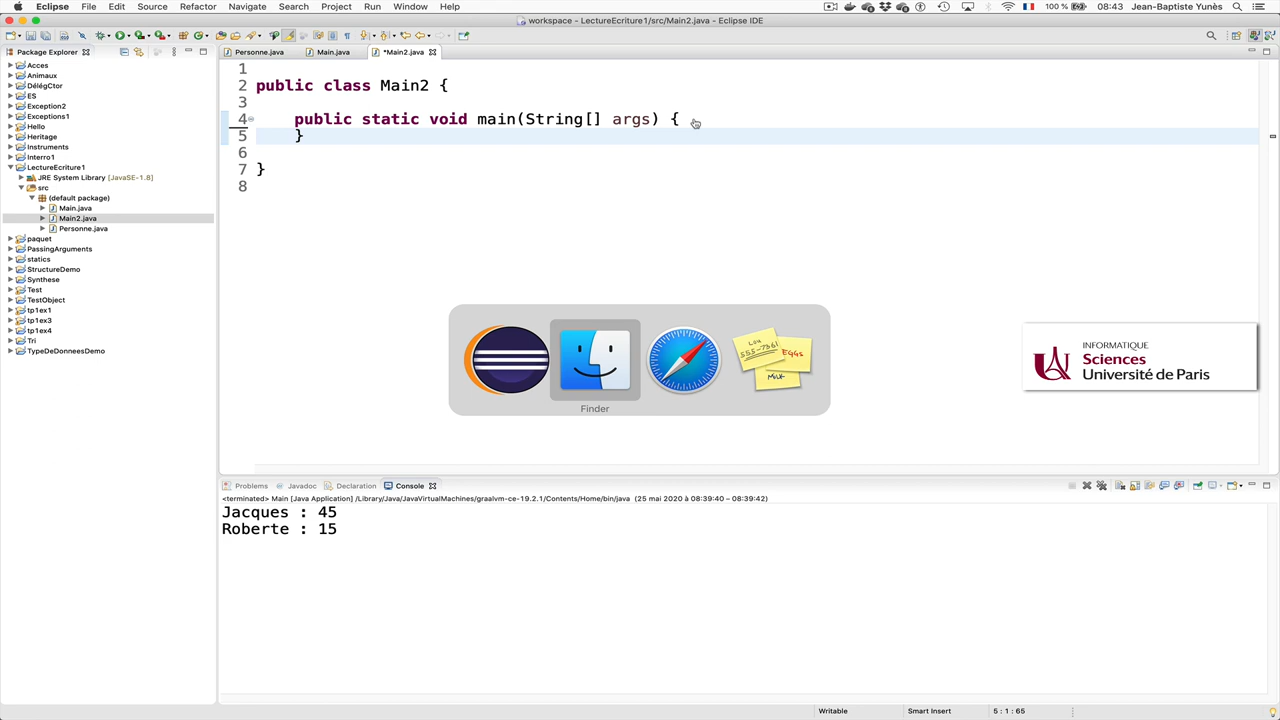 Eclipse File Edit Source Refactor Navigate Search Project Run Window Help 100 % 08:43 Jean-Baptiste Yunès
workspace - LectureEcriture1/src/Main2.java - Eclipse IDE
Package Explorer
Acces
Animaux
DélégCtor
ES
Exception2
Exceptions1
Hello
Heritage
Instruments
Interro1
LectureEcriture1
JRE System Library [JavaSE-1.8]
src
(default package)
Main.java
Main2.java
Personne.java
paquet
PassingArguments
statics
StructureDemo
Synthese
Test
TestObject
tp1ex1
tp1ex3
tp1ex4
Tri
TypeDeDonneesDemo
Personne.java Main.java *Main2.java
1
2 public class Main2 {
3
4 public static void main(String[] args) {
5 }
6
7 }
8
LOU
555-7361
EGGS
MILK
Finder
INFORMATIQUE
Sciences
Université de Paris
Problems Javadoc Declaration Console
<terminated> Main [Java Application] /Library/Java/JavaVirtualMachines/graalvm-ce-19.2.1/Contents/Home/bin/java (25 mai 2020 à 08:39:40 – 08:39:42)
Jacques : 45
Roberte : 15
Writable Smart Insert 5 : 1 : 65